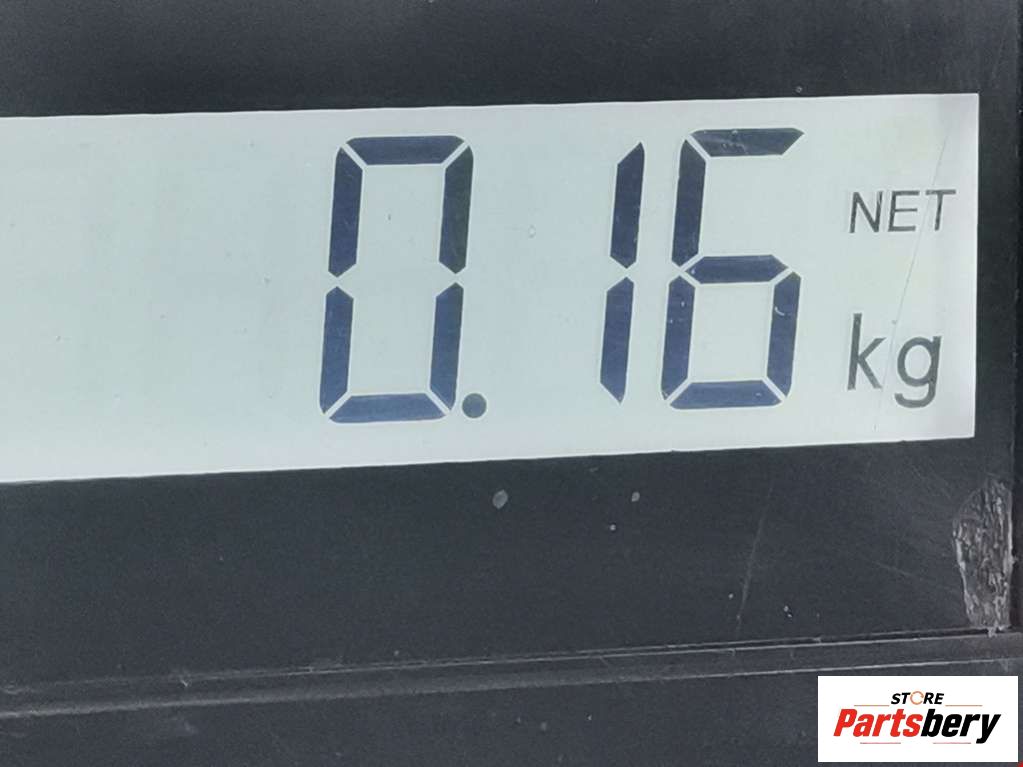 0.16
NET
kg
STORE
Partsbery